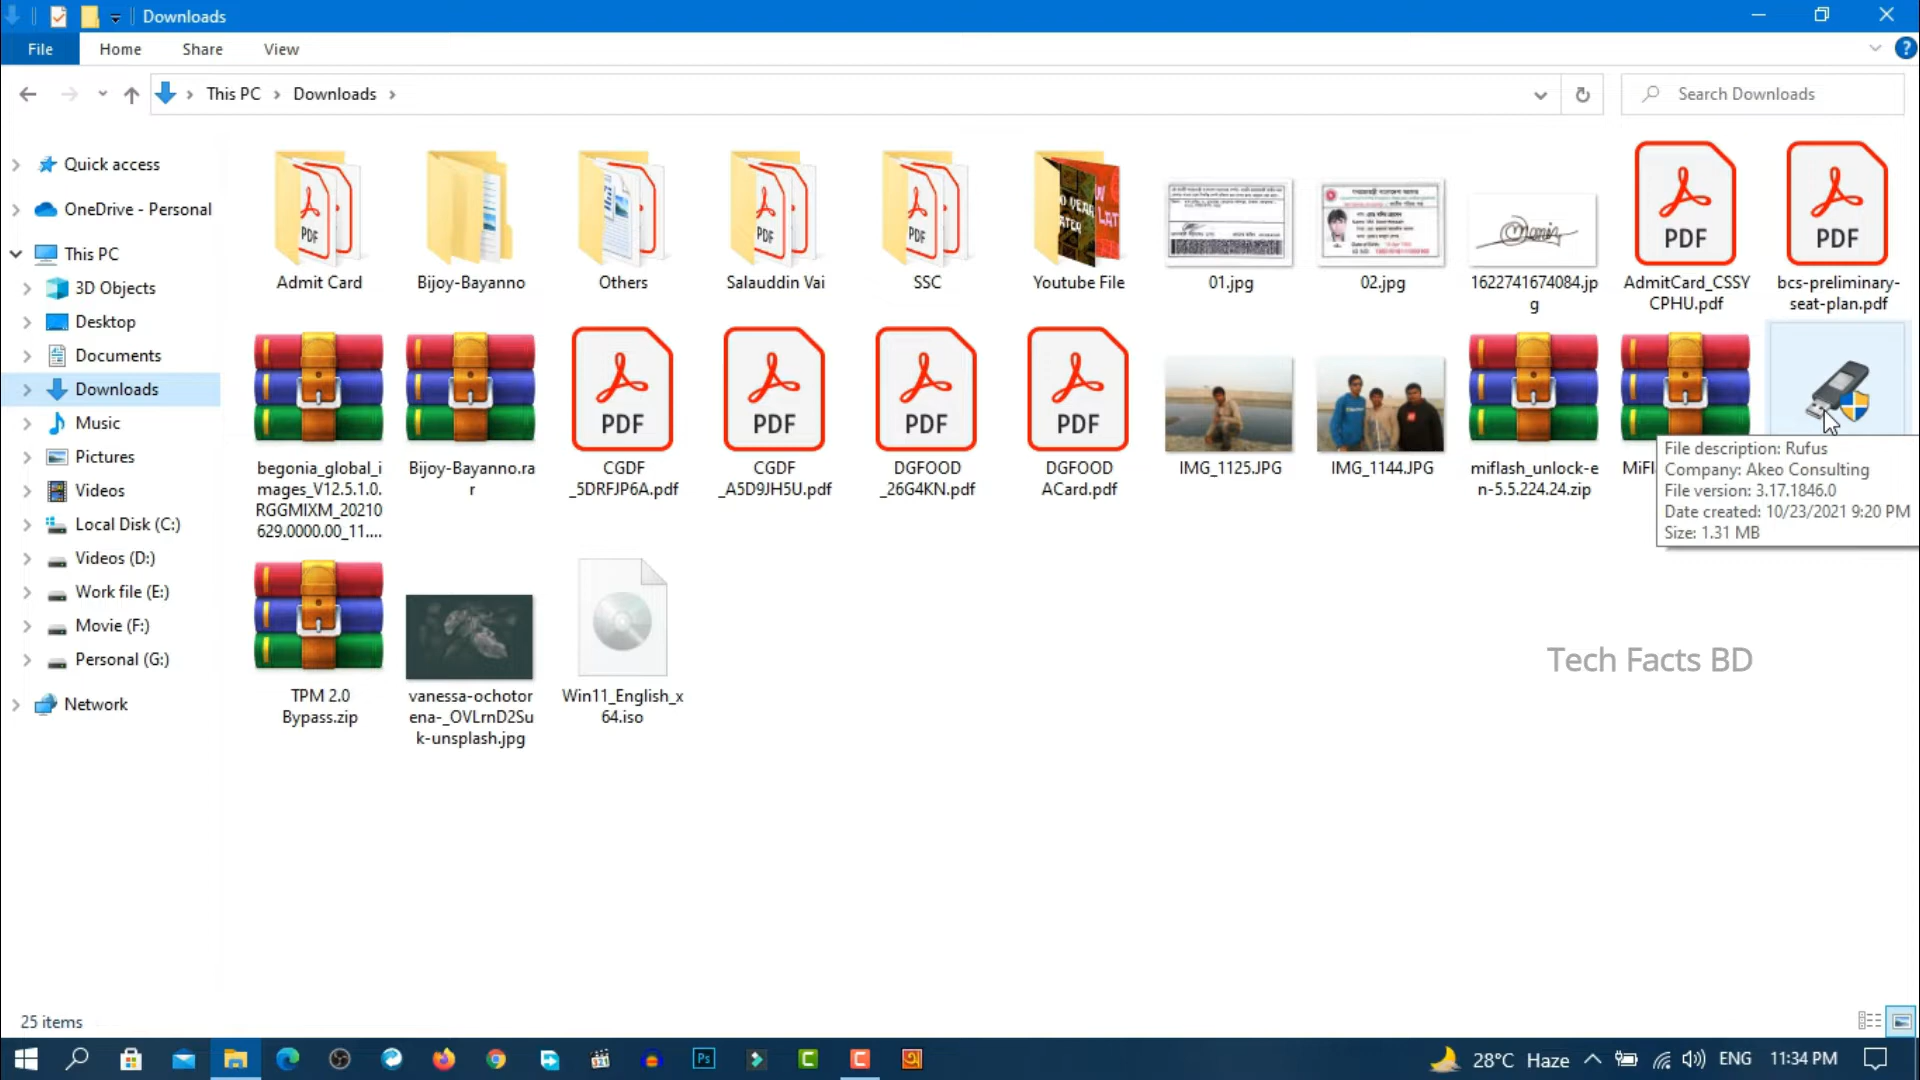 Downloads
File Home Share View
This PC Downloads
Search Downloads
Quick access
OneDrive - Personal
This PC
3D Objects
Desktop
Documents
Downloads
Music
Pictures
Videos
Local Disk (C:)
Videos (D:)
Work file (E:)
Movie (F:)
Personal (G:)
Network
Admit Card
Bijoy-Bayanno
Others
Salauddin Vai
SSC
Youtube File
01.jpg
02.jpg
1622741674084.jp
g
PDF
AdmitCard_CSSY
CPHU.pdf
PDF
bcs-preliminary-
seat-plan.pdf
begonia_global_i
mages_V12.5.1.0.
RGGMIXM_20210
629.0000.00_11....
Bijoy-Bayanno.ra
r
PDF
CGDF
_5DRFJP6A.pdf
PDF
CGDF
_A5D9JH5U.pdf
PDF
DGFOOD
_26G4KN.pdf
PDF
DGFOOD
ACard.pdf
IMG_1125.JPG
IMG_1144.JPG
miflash_unlock-e
n-5.5.224.24.zip
File description: Rufus
Company: Akeo Consulting
File version: 3.17.1846.0
Date created: 10/23/2021 9:20 PM
Size: 1.31 MB
TPM 2.0
Bypass.zip
vanessa-ochotor
ena-_OVLrnD2Su
k-unsplash.jpg
Win11_English_x
64.iso
Tech Facts BD
25 items
28°C Haze ENG 11:34 PM